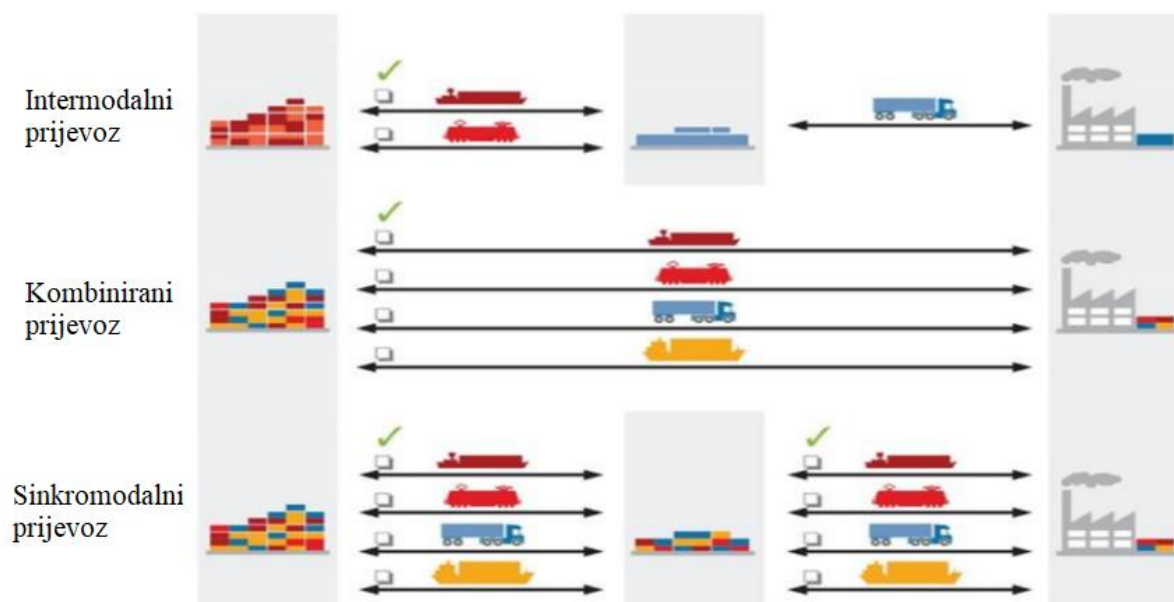 Intermodalni
prijevoz
Kombinirani
prijevoz
Sinkromodalni
prijevoz